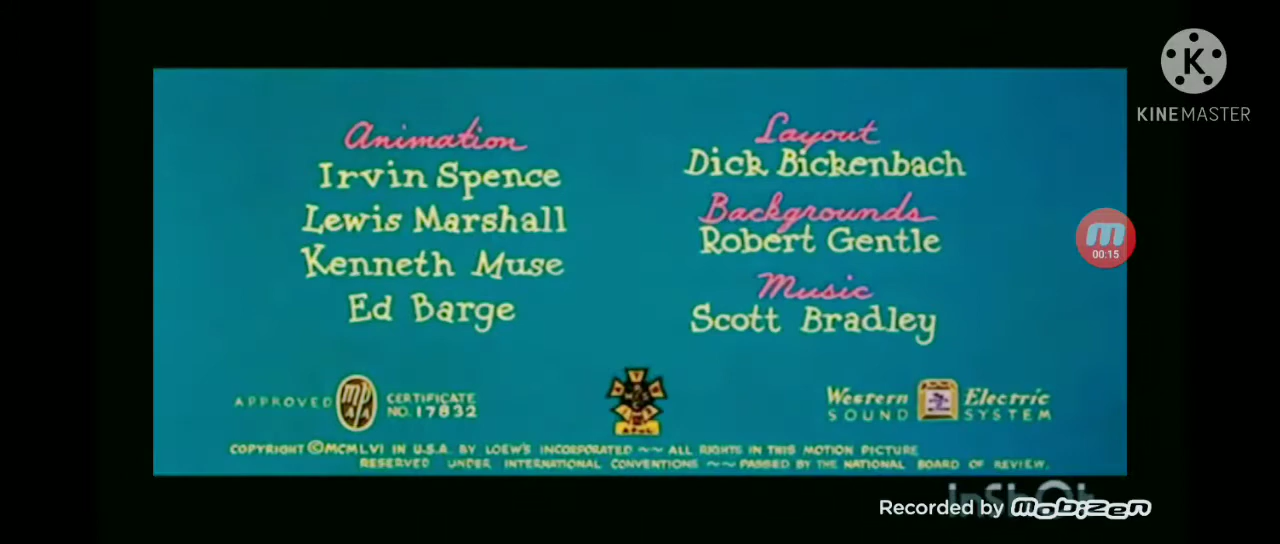 Animation
Irvin Spence
Lewis Marshall
Kenneth Muse
Ed Barge
Layout
Dick Bickenbach
Backgrounds
Robert Gentle
Music
Scott Bradley
APPROVED MPAA CERTIFICATE NO. 17832
Western Electric
SOUND SYSTEM
COPYRIGHT © MCMLVI IN U.S.A. BY LOEW'S INCORPORATED ~~ ALL RIGHTS IN THIS MOTION PICTURE
RESERVED UNDER INTERNATIONAL CONVENTIONS ~~ PASSED BY THE NATIONAL BOARD OF REVIEW.
K
KINEMASTER
m
00:15
InShOt
Recorded by mobizen